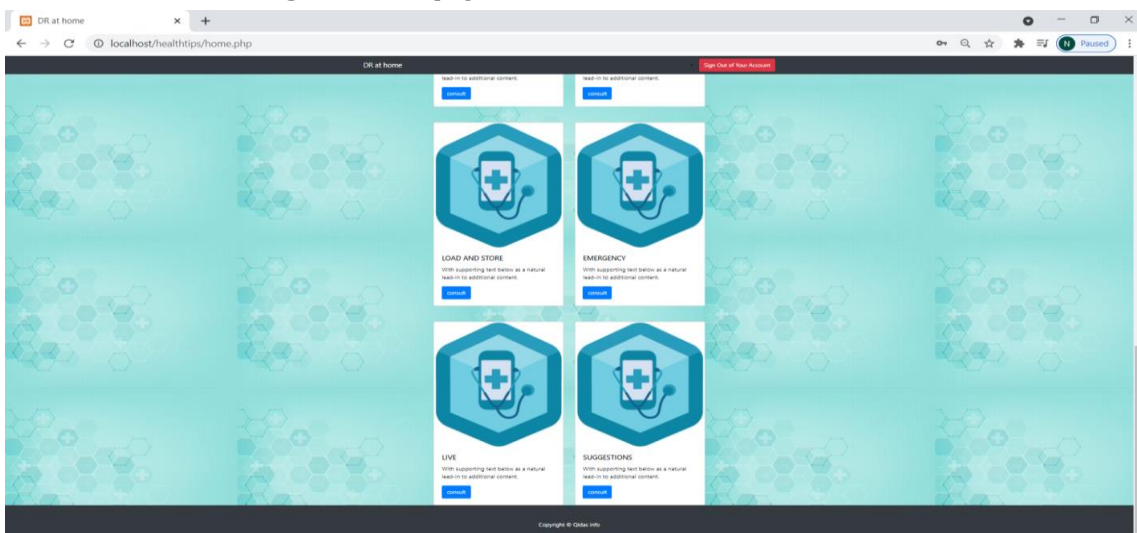 DR at home
localhost/healthtips/home.php
N Paused
DR at home
Sign Out of Your Account
lead-in to additional content.
lead-in to additional content.
consult
consult
LOAD AND STORE
With supporting text below as a natural
lead-in to additional content.
consult
EMERGENCY
With supporting text below as a natural
lead-in to additional content.
consult
LIVE
With supporting text below as a natural
lead-in to additional content.
consult
SUGGESTIONS
With supporting text below as a natural
lead-in to additional content.
consult
Copyright ©